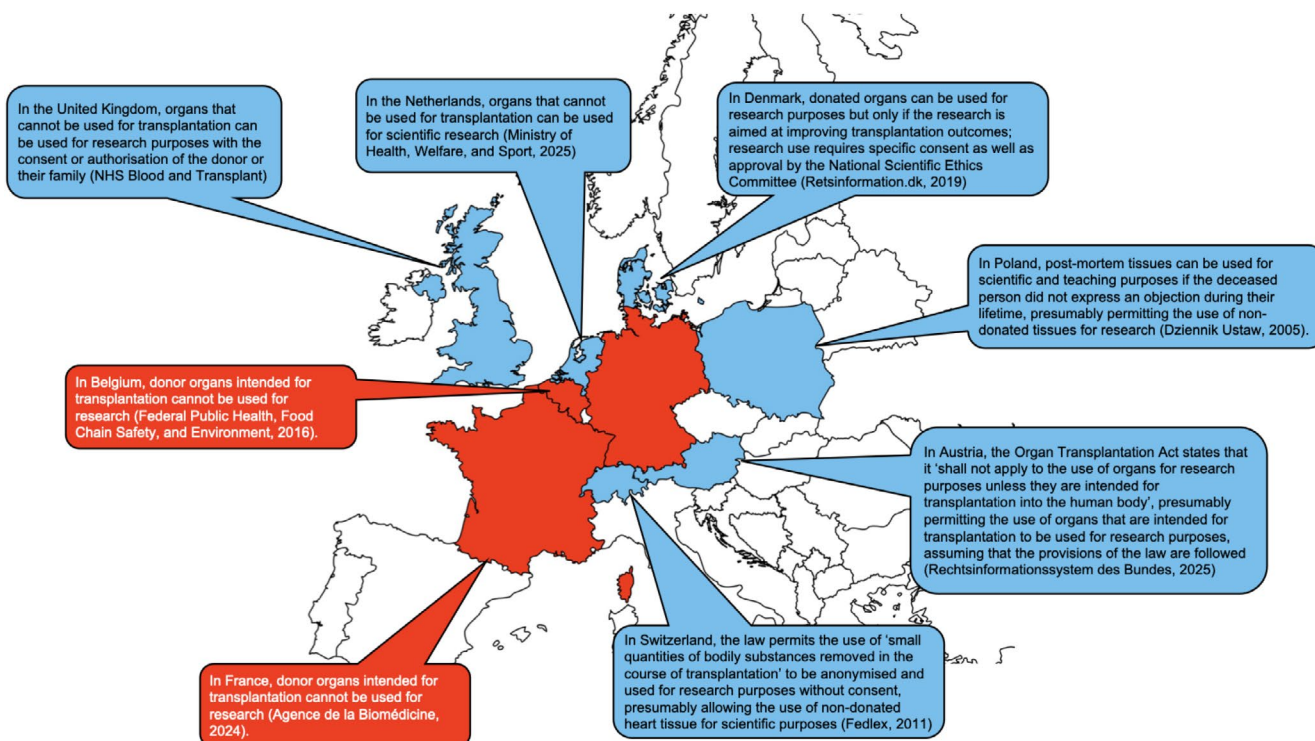 In the United Kingdom, organs that
cannot be used for transplantation can
be used for research purposes with the
consent or authorisation of the donor or
their family (NHS Blood and Transplant)
In the Netherlands, organs that cannot
be used for transplantation can be used
for scientific research (Ministry of
Health, Welfare, and Sport, 2025)
In Denmark, donated organs can be used for
research purposes but only if the research is
aimed at improving transplantation outcomes;
research use requires specific consent as well as
approval by the National Scientific Ethics
Committee (Retsinformation.dk, 2019)
In Poland, post-mortem tissues can be used for
scientific and teaching purposes if the deceased
person did not express an objection during their
lifetime, presumably permitting the use of non-
donated tissues for research (Dziennik Ustaw, 2005).
In Belgium, donor organs intended for
transplantation cannot be used for
research (Federal Public Health, Food
Chain Safety, and Environment, 2016).
In Austria, the Organ Transplantation Act states that
it ‘shall not apply to the use of organs for research
purposes unless they are intended for
transplantation into the human body’, presumably
permitting the use of organs that are intended for
transplantation to be used for research purposes,
assuming that the provisions of the law are followed
(Rechtsinformationssystem des Bundes, 2025)
In Switzerland, the law permits the use of ‘small
quantities of bodily substances removed in the
course of transplantation’ to be anonymised and
used for research purposes without consent,
presumably allowing the use of non-donated
heart tissue for scientific purposes (Fedlex, 2011)
In France, donor organs intended for
transplantation cannot be used for
research (Agence de la Biomédicine,
2024).